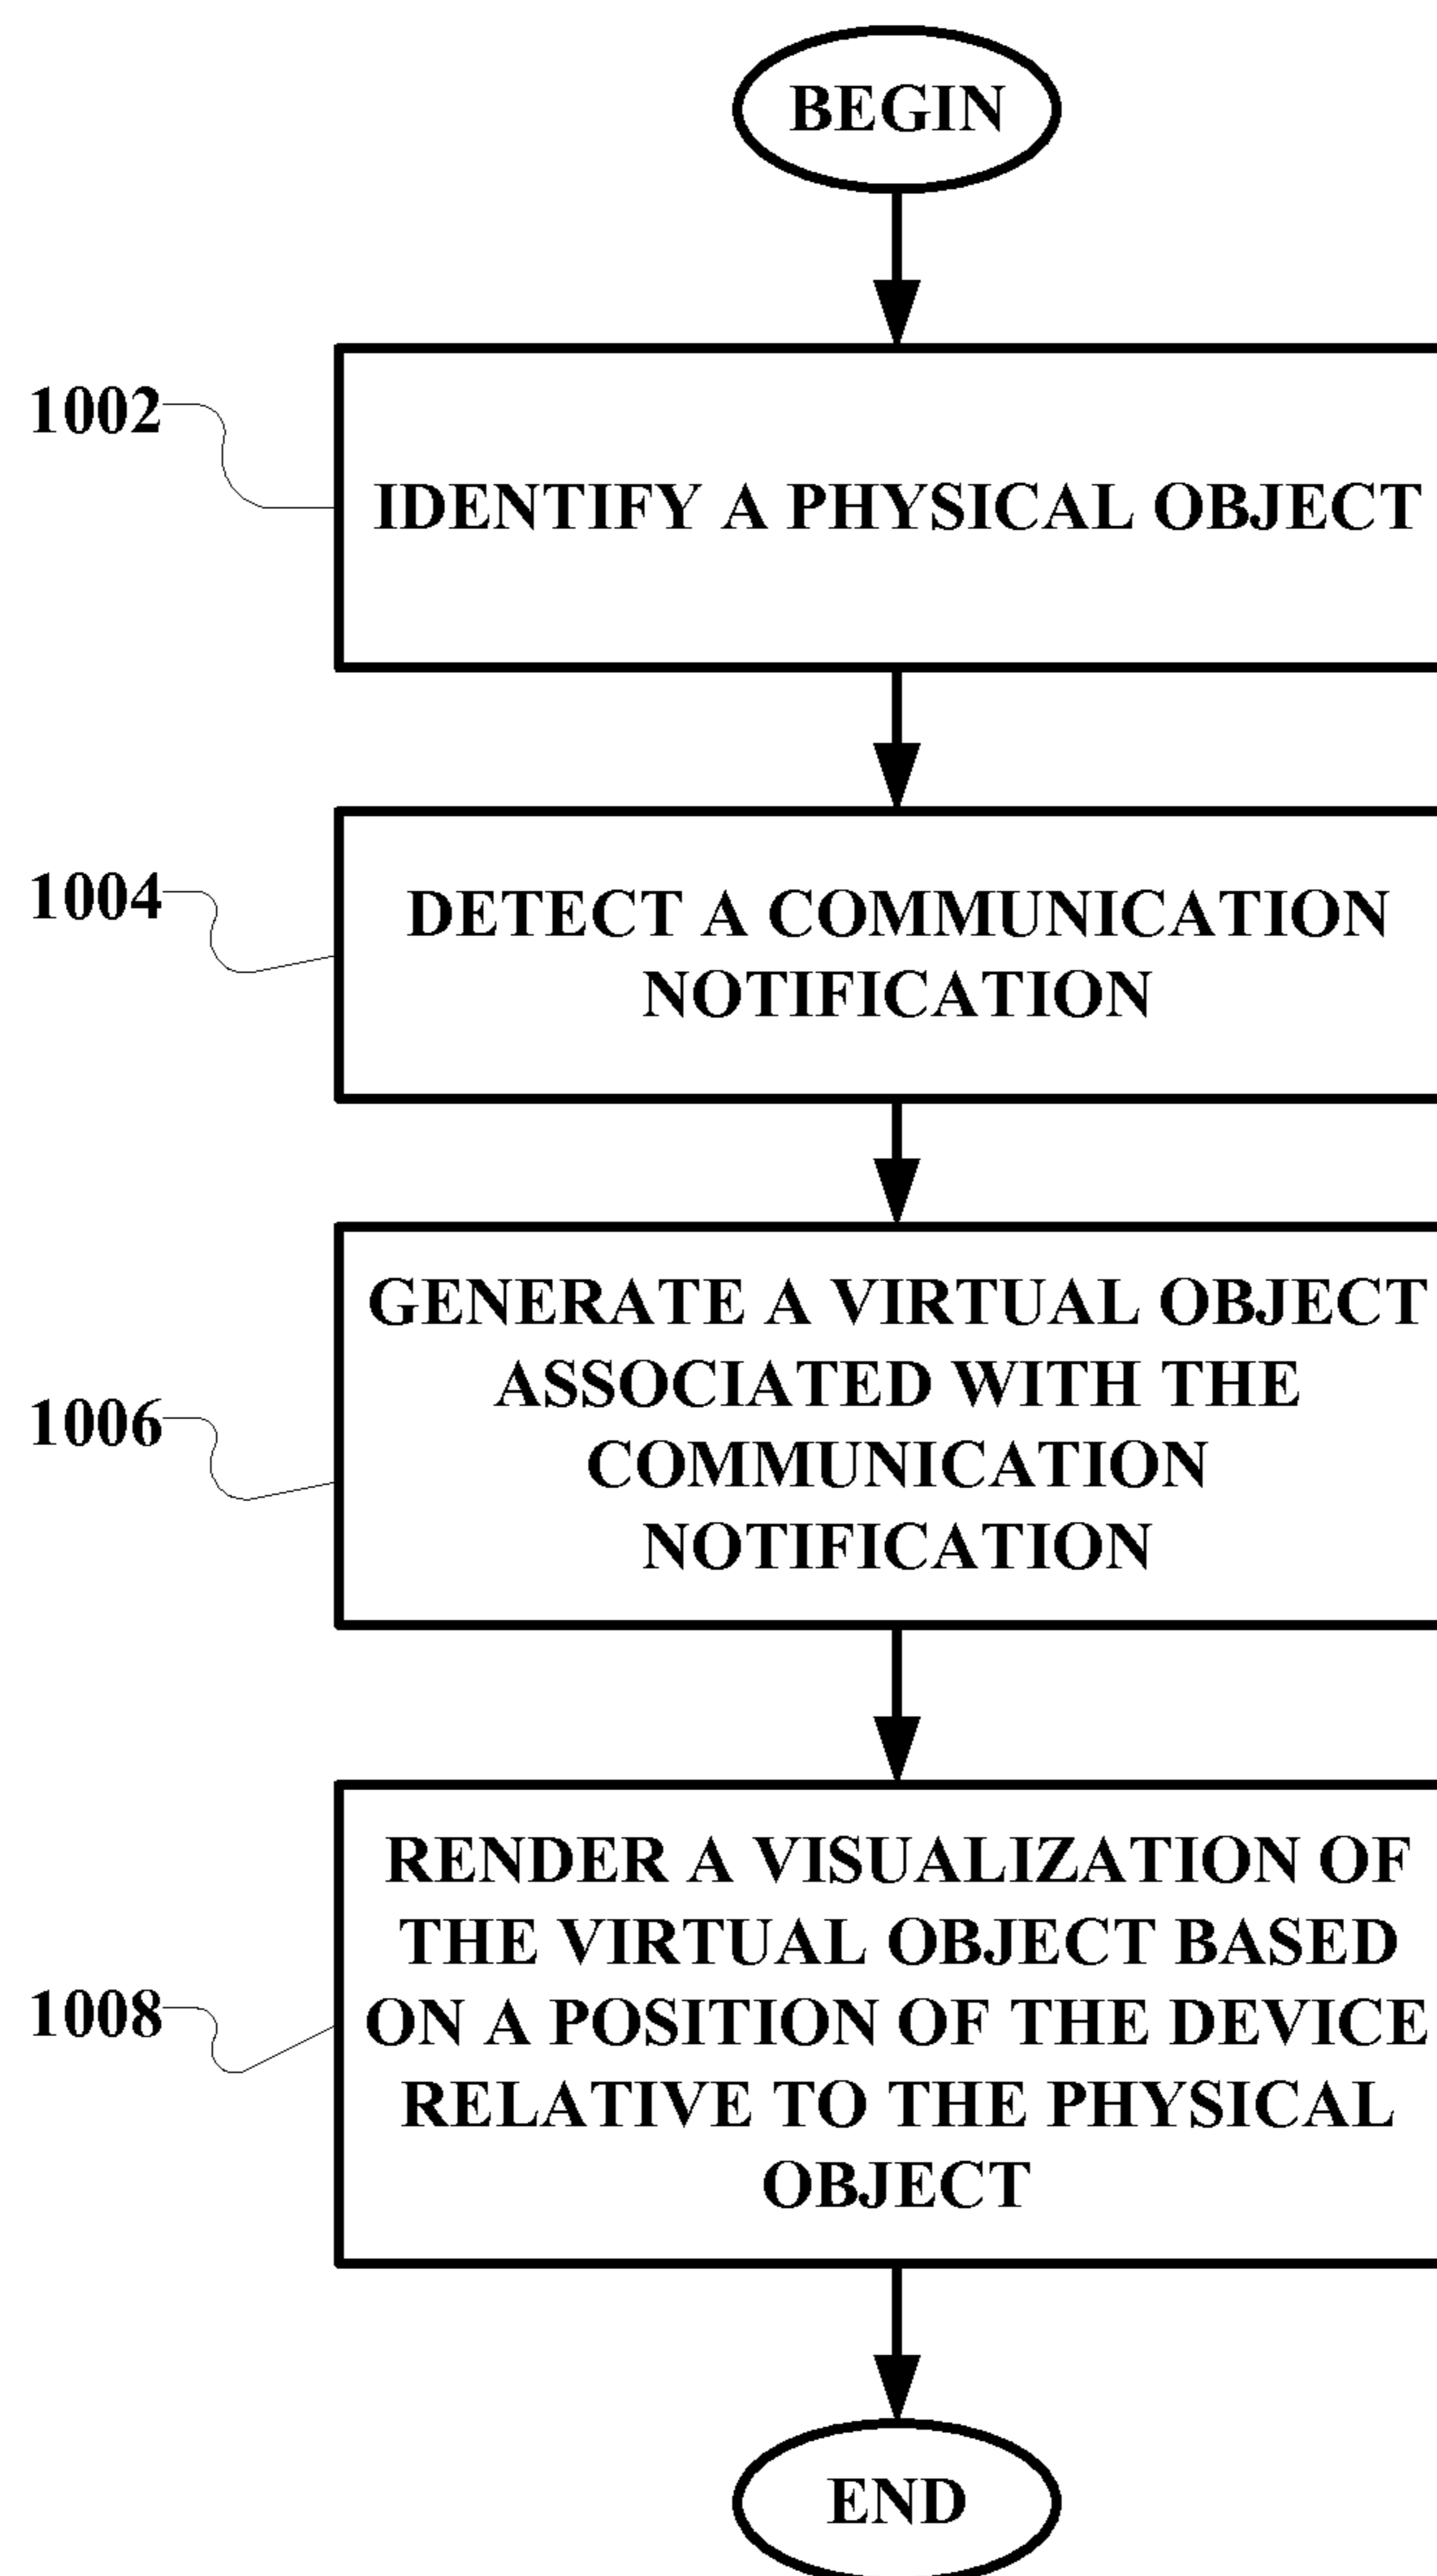 BEGIN
1002
IDENTIFY A PHYSICAL OBJECT
1004
DETECT A COMMUNICATION
NOTIFICATION
1006
GENERATE A VIRTUAL OBJECT
ASSOCIATED WITH THE
COMMUNICATION
NOTIFICATION
1008
RENDER A VISUALIZATION OF
THE VIRTUAL OBJECT BASED
ON A POSITION OF THE DEVICE
RELATIVE TO THE PHYSICAL
OBJECT
END